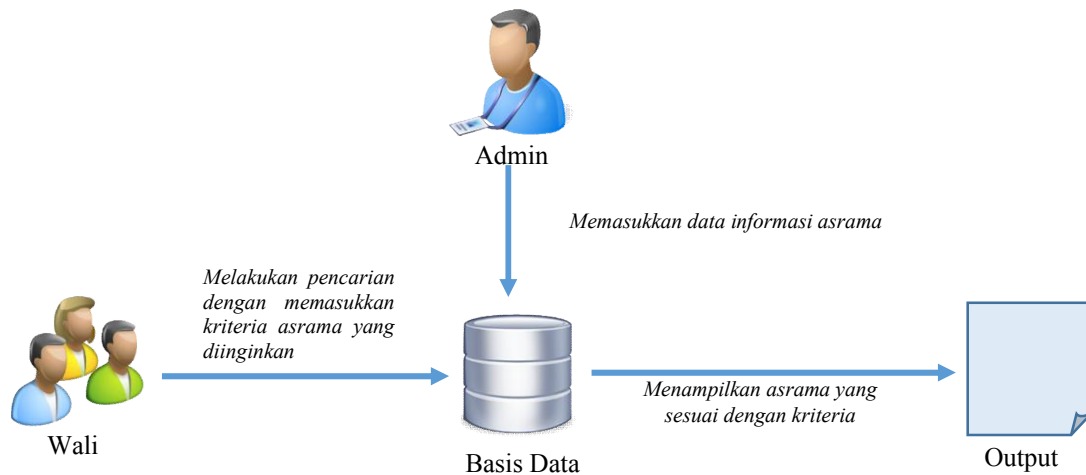 Admin
Memasukkan data informasi asrama
Melakukan pencarian
dengan memasukkan
kriteria asrama yang
diinginkan
Wali
Basis Data
Menampilkan asrama yang
sesuai dengan kriteria
Output